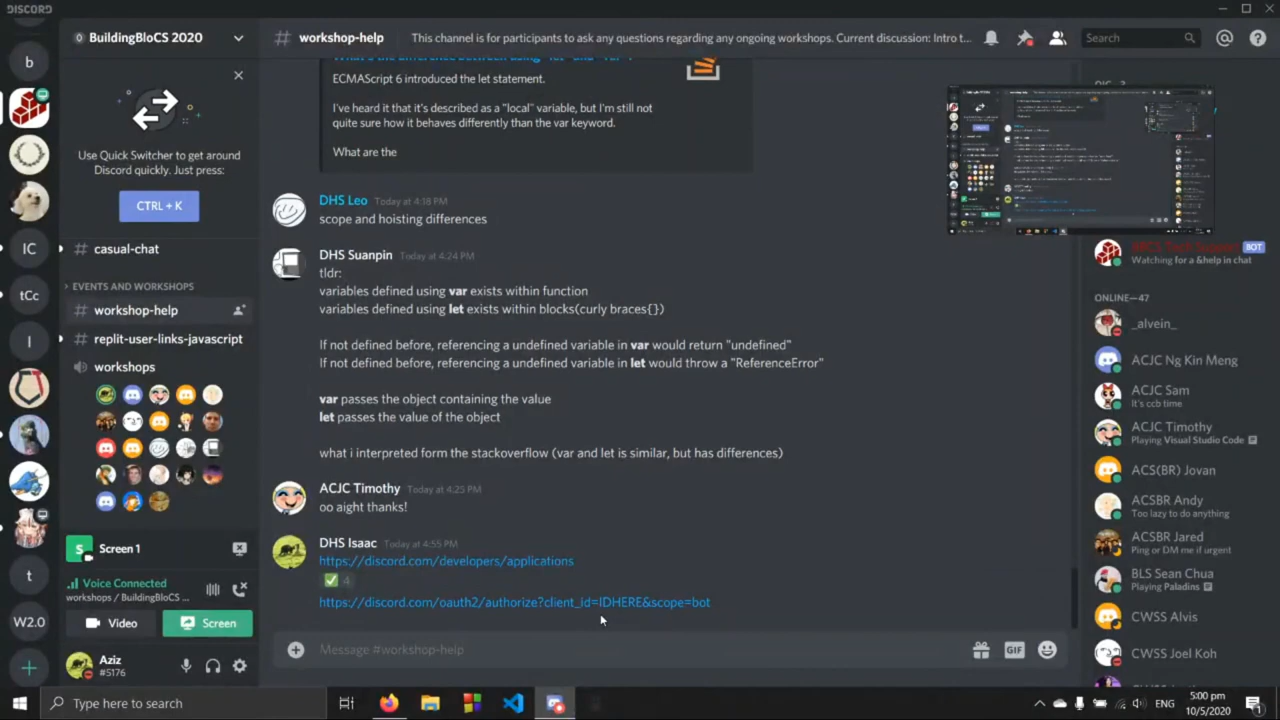 DISCORD
BuildingBloCS 2020
# workshop-help
This channel is for participants to ask any questions regarding any ongoing workshops. Current discussion: Intro t...
Search
b
IC
tCc
I
t
W2.0
Use Quick Switcher to get around
Discord quickly. Just press:
CTRL + K
casual-chat
EVENTS AND WORKSHOPS
# workshop-help
# replit-user-links-javascript
workshops
S
Screen 1
Voice Connected
workshops / BuildingBloCS ...
Video
Screen
Aziz
#5176
ECMAScript 6 introduced the let statement.
I've heard it that it's described as a "local" variable, but I'm still not
quite sure how it behaves differently than the var keyword.
What are the
DHS Leo Today at 4:18 PM
scope and hoisting differences
DHS Suanpin Today at 4:24 PM
tldr:
variables defined using var exists within function
variables defined using let exists within blocks(curly braces{})
If not defined before, referencing a undefined variable in var would return "undefined"
If not defined before, referencing a undefined variable in let would throw a "ReferenceError"
var passes the object containing the value
let passes the value of the object
what i interpreted form the stackoverflow (var and let is similar, but has differences)
ACJC Timothy Today at 4:25 PM
oo aight thanks!
DHS Isaac Today at 4:55 PM
https://discord.com/developers/applications
4
https://discord.com/oauth2/authorize?client_id=IDHERE&scope=bot
Message #workshop-help
GIF
BOT
Watching for a &help in chat
ONLINE—47
_alvein_
ACJC Ng Kin Meng
ACJC Sam
It's ccb time
ACJC Timothy
Playing Visual Studio Code
ACS(BR) Jovan
ACSBR Andy
Too lazy to do anything
ACSBR Jared
Ping or DM me if urgent
BLS Sean Chua
Playing Paladins
CWSS Alvis
CWSS Joel Koh
Type here to search
ENG
5:00 pm
10/5/2020